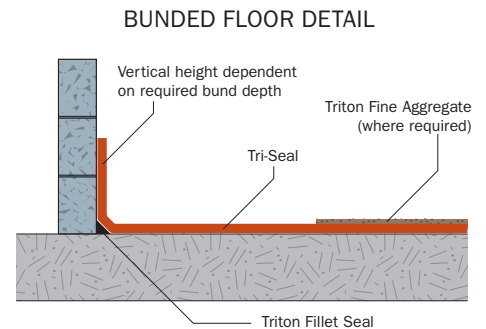 BUNDED FLOOR DETAIL
Vertical height dependent
on required bund depth
Triton Fine Aggregate
(where required)
Tri-Seal
Triton Fillet Seal